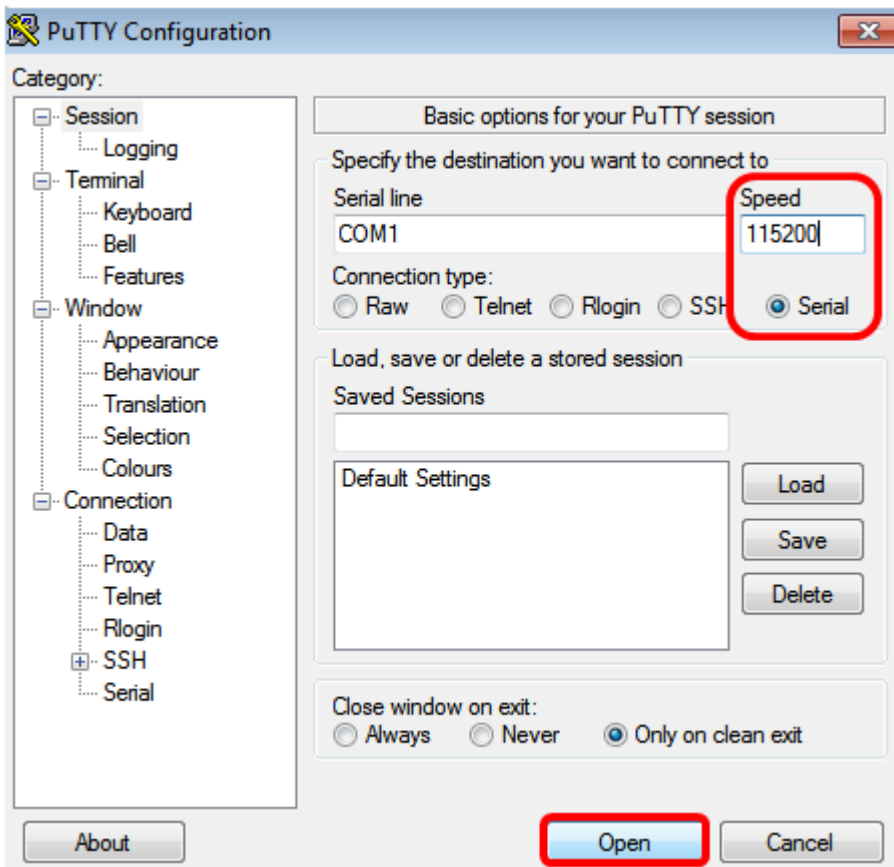 PuTTY Configuration
Category:
Session
Logging
Terminal
Keyboard
Bell
Features
Window
Appearance
Behaviour
Translation
Selection
Colours
Connection
Data
Proxy
Telnet
Rlogin
SSH
Serial
Basic options for your PuTTY session
Specify the destination you want to connect to
Serial line Speed
COM1 115200
Connection type:
Raw Telnet Rlogin SSH Serial
Load, save or delete a stored session
Saved Sessions
Default Settings
Load
Save
Delete
Close window on exit:
Always Never Only on clean exit
About Open Cancel